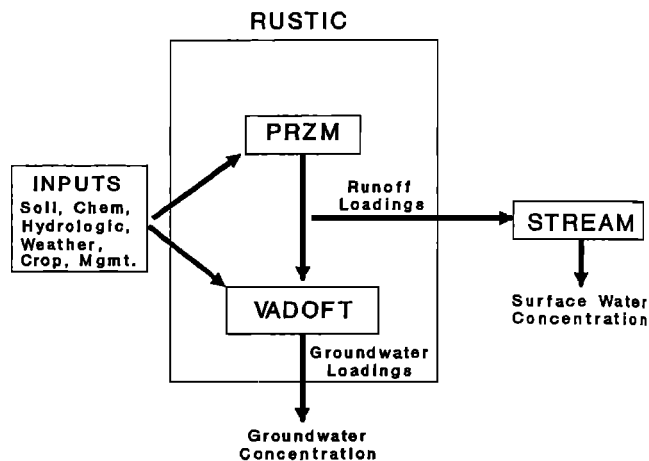 RUSTIC
PRZM
INPUTS
Soil, Chem,
Hydrologic,
Weather,
Crop, Mgmt.
Runoff
Loadings
STREAM
VADOFT
Surface Water
Concentration
Groundwater
Loadings
Groundwater
Concentration